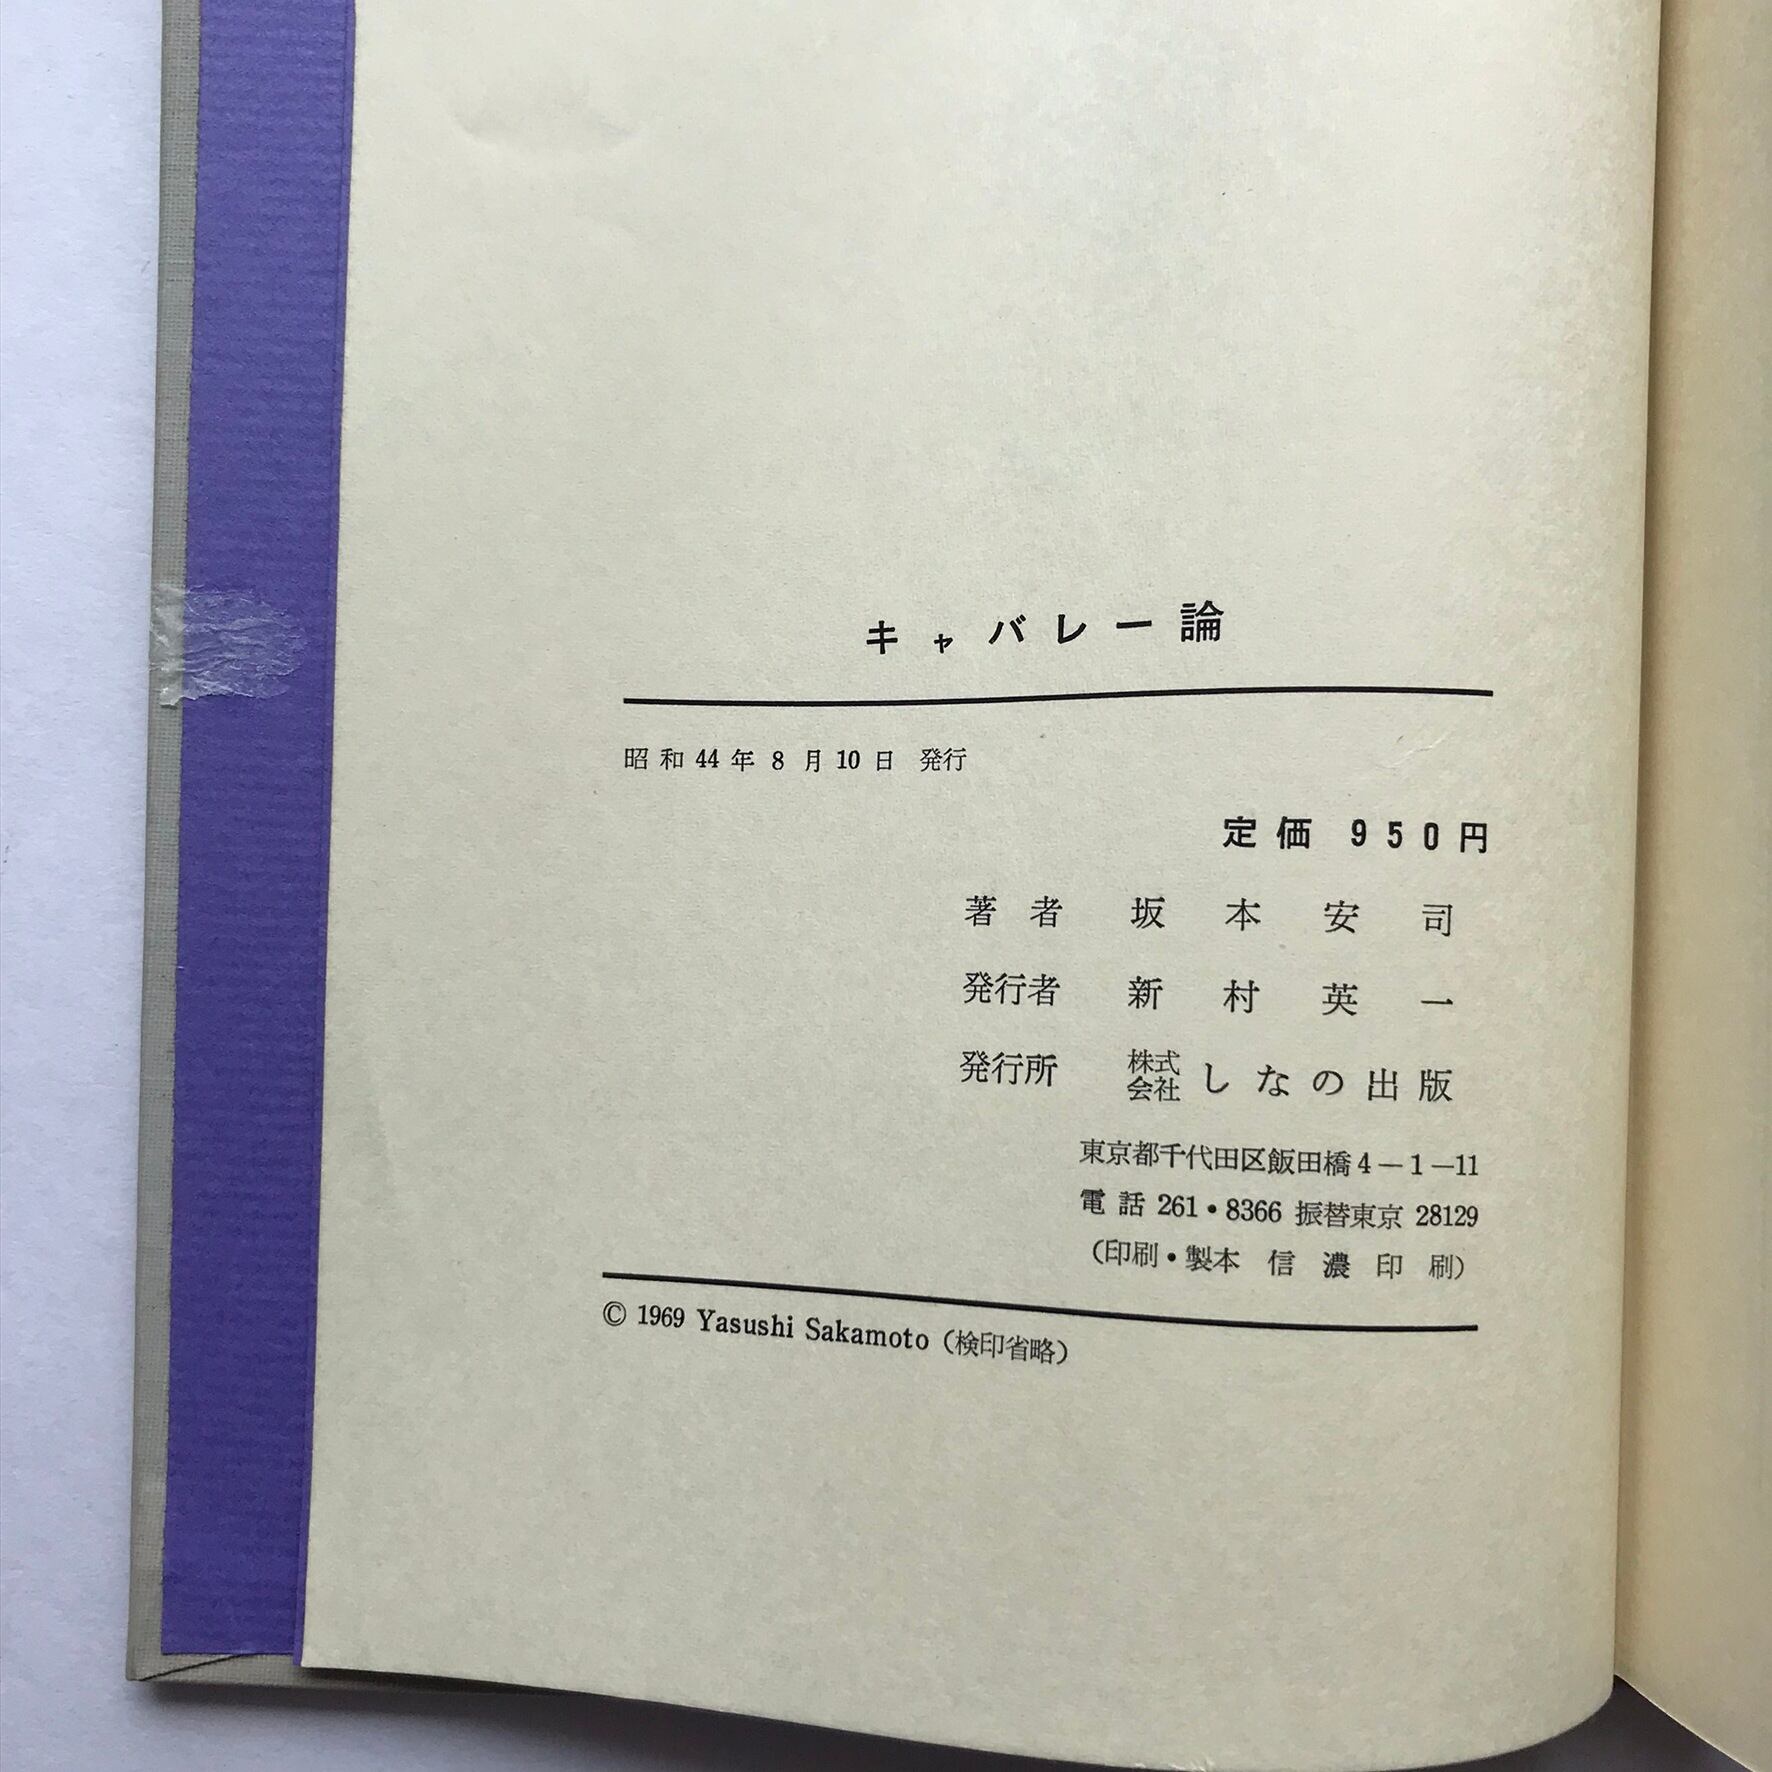 キャバレー論
昭和44年8月10日 発行
定価 950円
著者 坂本安司
発行者 新村英一
発行所 株式会社 しなの出版
東京都千代田区飯田橋4－1－11
電話 261・8366 振替東京 28129
（印刷・製本 信濃印刷）
© 1969 Yasushi Sakamoto（検印省略）